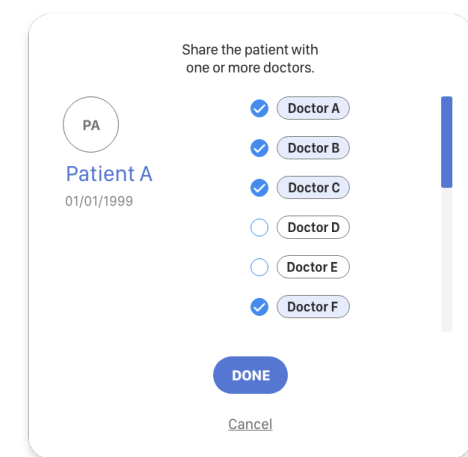 Share the patient with
one or more doctors.
PA
Patient A
01/01/1999
Doctor A
Doctor B
Doctor C
Doctor D
Doctor E
Doctor F
DONE
Cancel